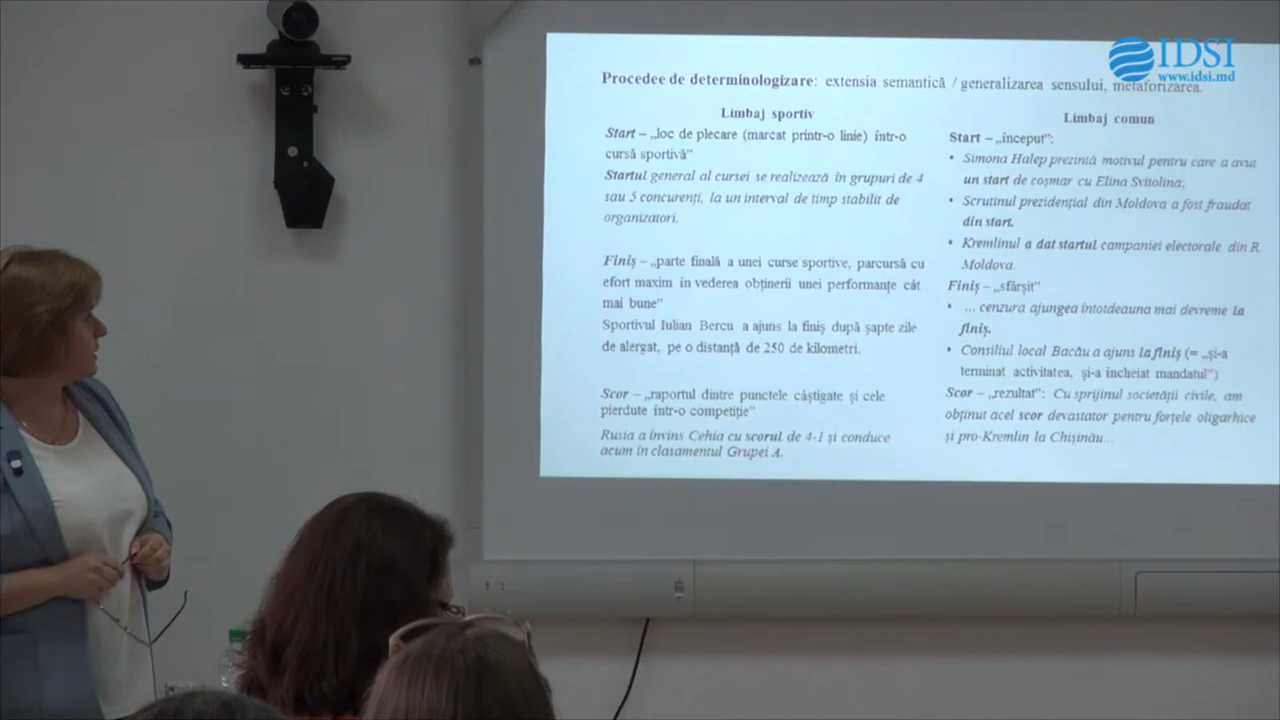 IDSI
www.idsi.md
Procedee de determinologizare: extensia semantică / generalizarea sensului, metaforizarea.
Limbaj sportiv
Start – „loc de plecare (marcat printr-o linie) într-o
cursă sportivă”
Startul general al cursei se realizează în grupuri de 4
sau 5 concurenți, la un interval de timp stabilit de
organizatori.
Finiș – „parte finală a unei curse sportive, parcursă cu
efort maxim în vederea obținerii unei performanțe cât
mai bune”
Sportivul Iulian Bercu a ajuns la finiș după șapte zile
de alergat, pe o distanță de 250 de kilometri.
Scor – „raportul dintre punctele câștigate și cele
pierdute într-o competiție”
Rusia a învins Cehia cu scorul de 4-1 și conduce
acum în clasamentul Grupei A.
Limbaj comun
Start – „început”:
• Simona Halep prezintă motivul pentru care a avut
un start de coșmar cu Elina Svitolina;
• Scrutinul prezidențial din Moldova a fost fraudat
din start.
• Kremlinul a dat startul campaniei electorale din R.
Moldova.
Finiș – „sfârșit”
• ... cenzura ajungea întotdeauna mai devreme la
finiș.
• Consiliul local Bacău a ajuns la finiș (= „și-a
terminat activitatea, și-a încheiat mandatul”)
Scor – „rezultat”: Cu sprijinul societății civile, am
obținut acel scor devastator pentru forțele oligarhice
și pro-Kremlin la Chișinău...